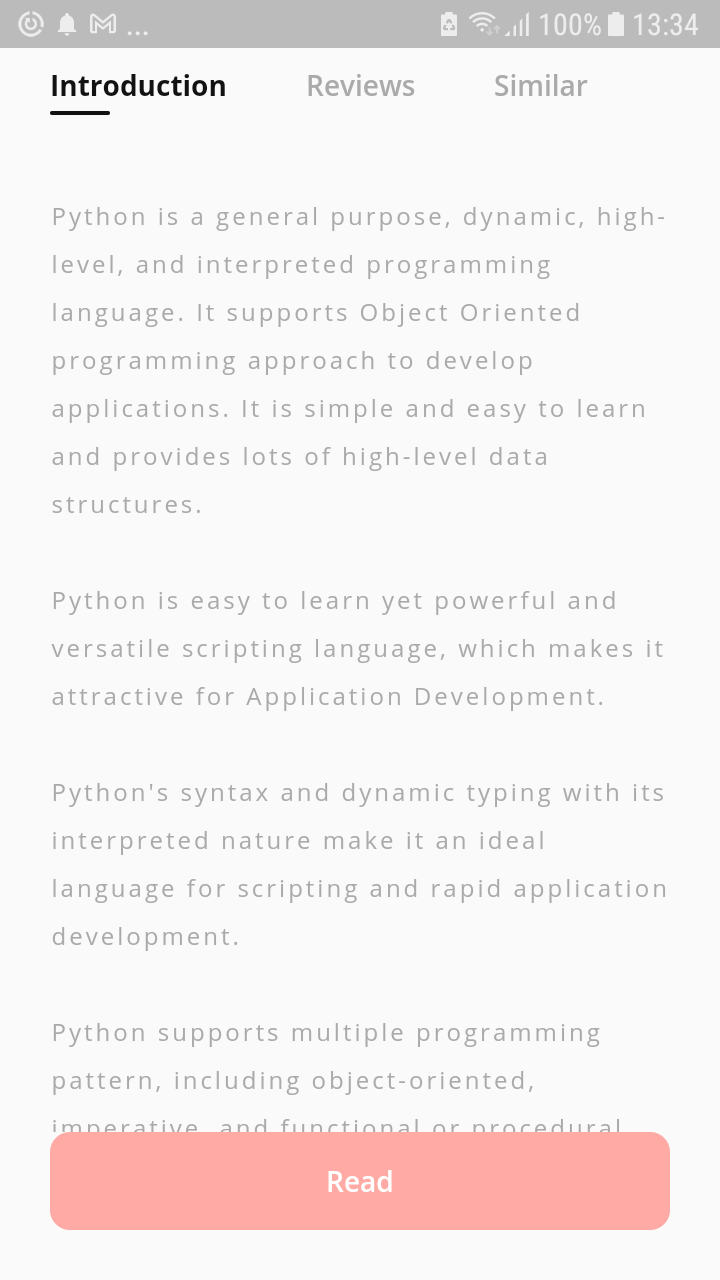 ... 100% 13:34
Introduction Reviews Similar
Python is a general purpose, dynamic, high-
level, and interpreted programming
language. It supports Object Oriented
programming approach to develop
applications. It is simple and easy to learn
and provides lots of high-level data
structures.
Python is easy to learn yet powerful and
versatile scripting language, which makes it
attractive for Application Development.
Python's syntax and dynamic typing with its
interpreted nature make it an ideal
language for scripting and rapid application
development.
Python supports multiple programming
pattern, including object-oriented,
imperative, and functional or procedural
Read